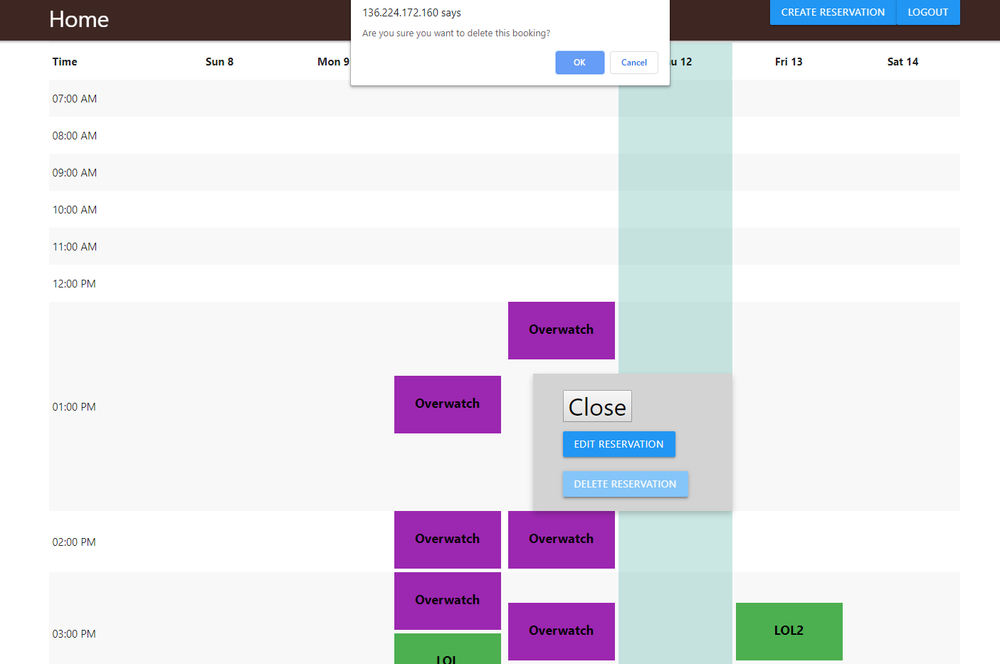 Home
136.224.172.160 says
Are you sure you want to delete this booking?
OK Cancel
CREATE RESERVATION LOGOUT
Time Sun 8 Mon 9 12 Fri 13 Sat 14
07:00 AM
08:00 AM
09:00 AM
10:00 AM
11:00 AM
12:00 PM
Overwatch
01:00 PM Overwatch
Close
EDIT RESERVATION
DELETE RESERVATION
02:00 PM Overwatch Overwatch
Overwatch
03:00 PM Overwatch LOL2
LOL